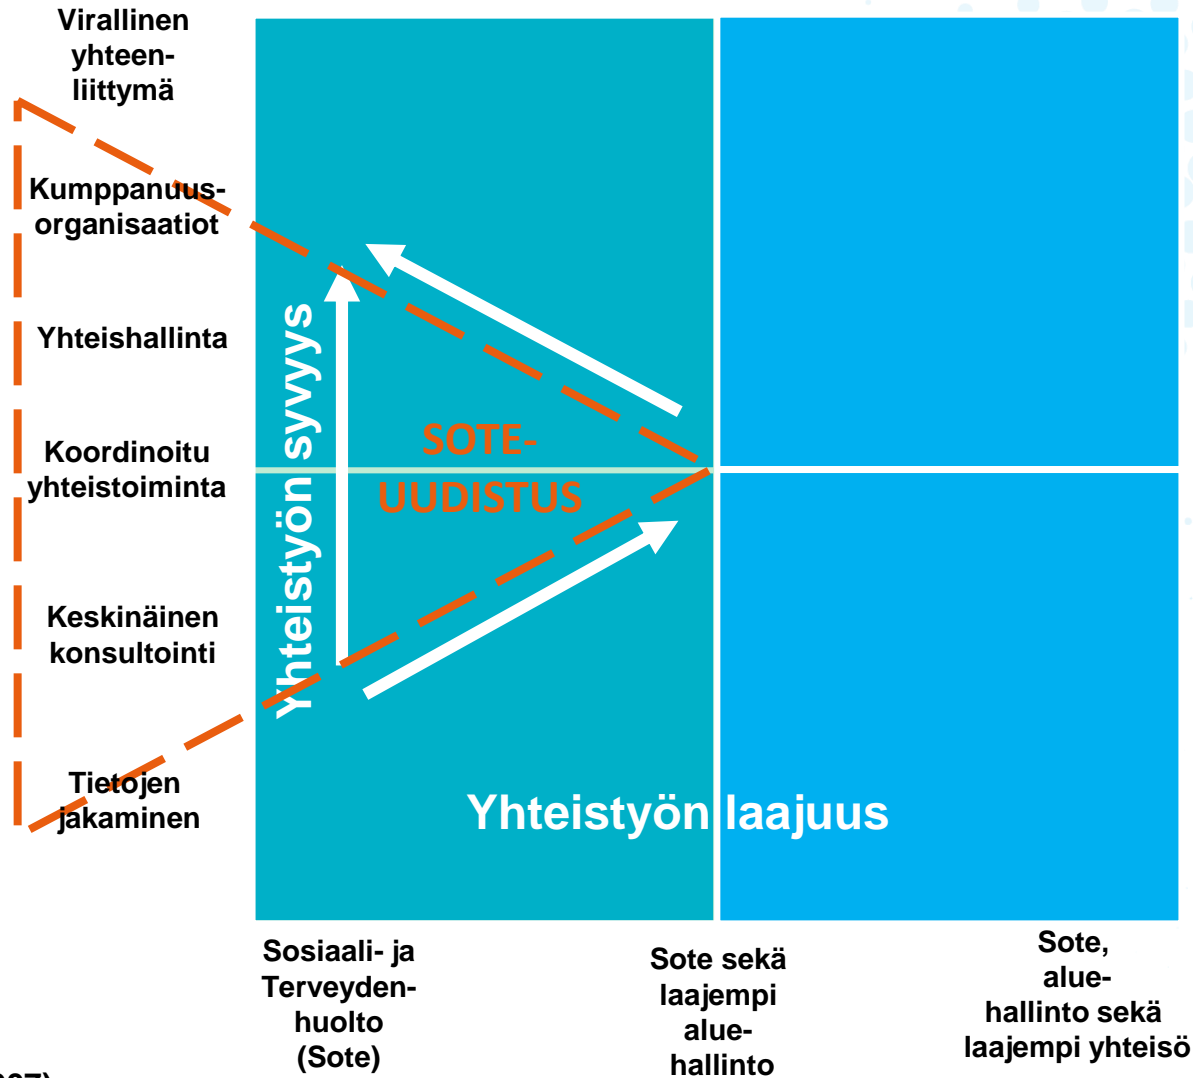 Virallinen
yhteen-
liittymä
Kumppanuus-
organisaatiot
Yhteishallinta
Koordinoitu
yhteistoiminta
Keskinäinen
konsultointi
Tietojen
jakaminen
Yhteistyön syvyys
SOTE-
UUDISTUS
Yhteistyön laajuus
Sosiaali- ja
Terveyden-
huolto
(Sote)
Sote sekä
laajempi
alue-
hallinto
Sote,
alue-
hallinto sekä
laajempi yhteisö